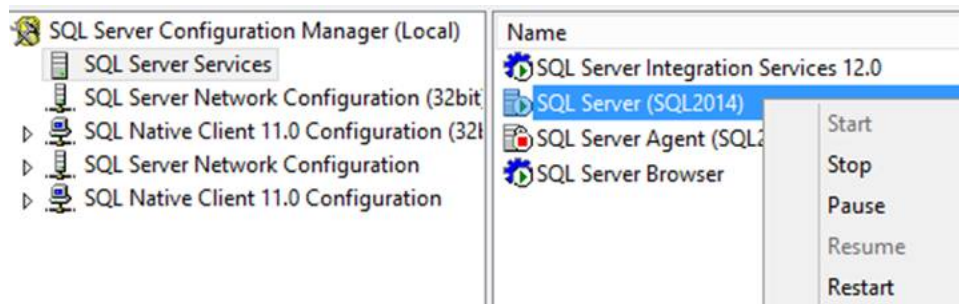 SQL Server Configuration Manager (Local)
SQL Server Services
SQL Server Network Configuration (32bit
SQL Native Client 11.0 Configuration (32
SQL Server Network Configuration
SQL Native Client 11.0 Configuration
Name
SQL Server Integration Services 12.0
SQL Server (SQL2014)
SQL Server Agent (SQL2
SQL Server Browser
Start
Stop
Pause
Resume
Restart